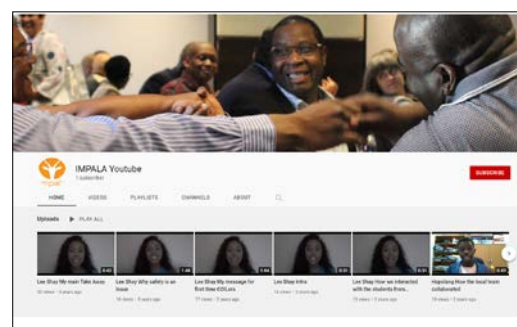 IMPALA Youtube
1 subscriber
SUBSCRIBE
HOME VIDEOS PLAYLISTS CHANNELS ABOUT
Uploads PLAY ALL
Lee Shay My main Take Away
Lee Shay Why safety is an issue
Lee Shay My message for first time COILers
Lee Shay Intro
Lee Shay How we interacted with the students from...
Hopolang How the local team collaborated